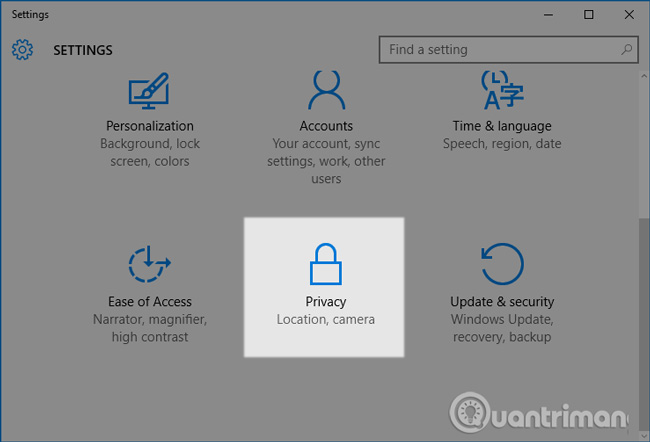 Settings
SETTINGS
Find a setting
字
A
Personalization
Background, lock
screen, colors
Accounts
Your account, sync
settings, work, other
users
Time & language
Speech, region, date
Ease of Access
Narrator, magnifier,
high contrast
Privacy
Location, camera
Update & security
Windows Update,
recovery, backup
uantriman